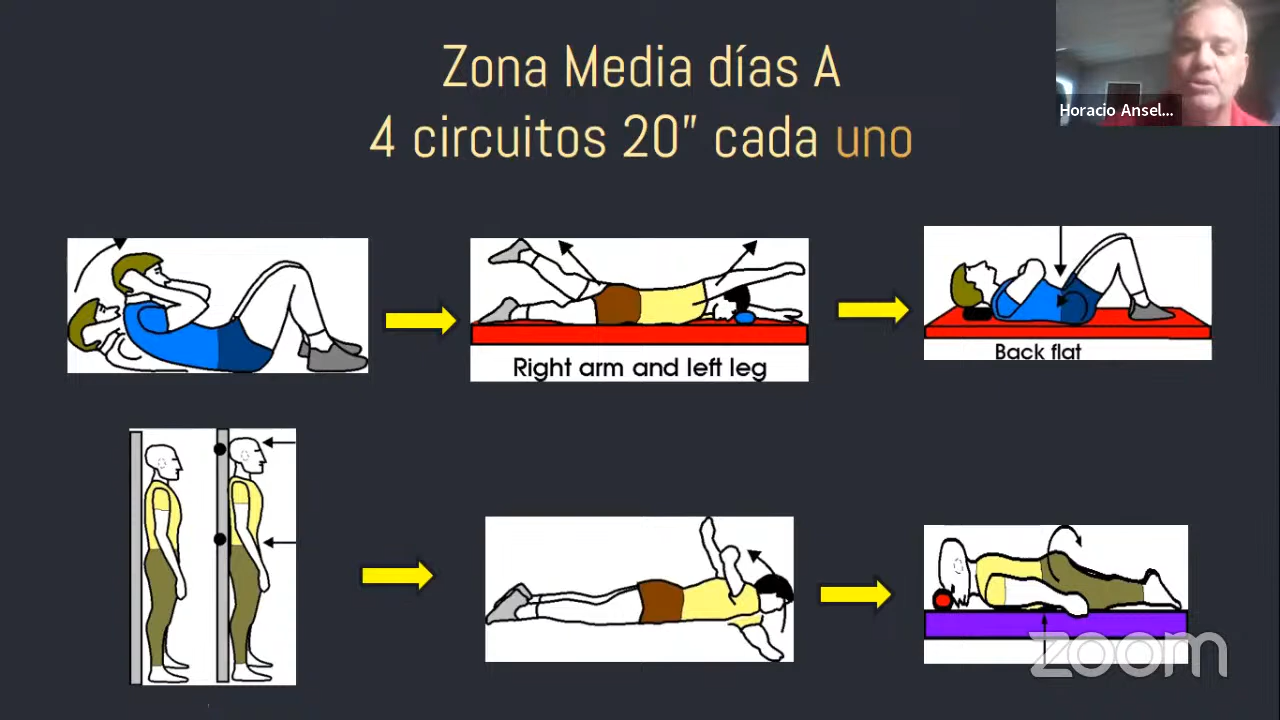 Zona Media días A
4 circuitos 20” cada uno
Horacio Ansel...
Right arm and left leg
Back flat
zoom